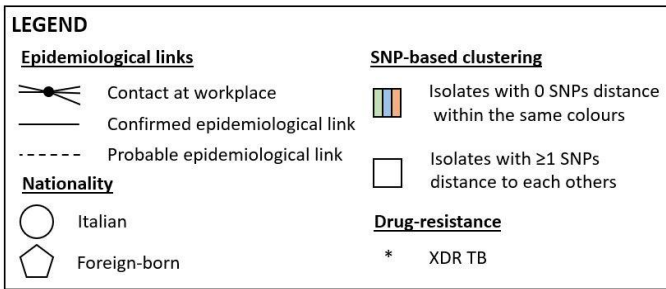 LEGEND
Epidemiological links
Contact at workplace
Confirmed epidemiological link
Probable epidemiological link
Nationality
Italian
Foreign-born
SNP-based clustering
Isolates with 0 SNPs distance
within the same colours
Isolates with ≥1 SNPs
distance to each others
Drug-resistance
* XDR TB